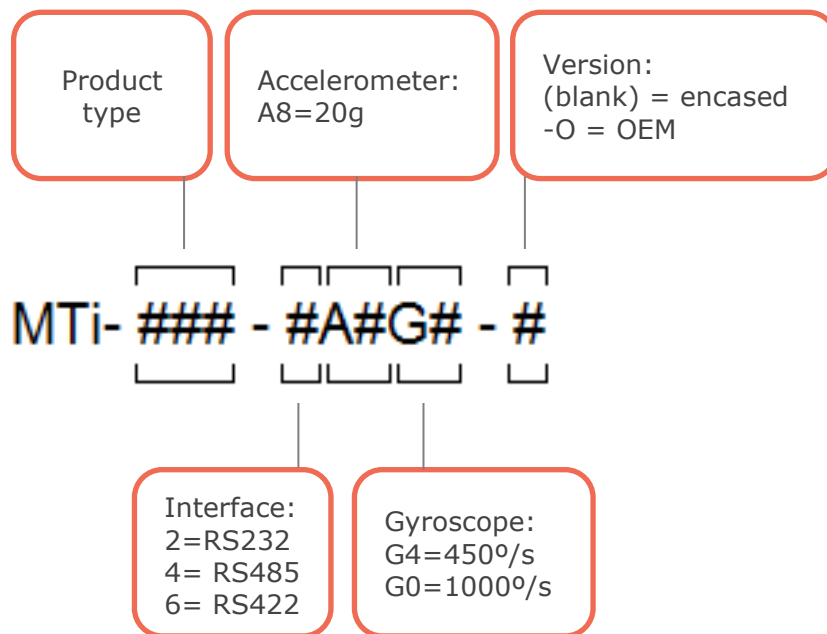 Product
type
Accelerometer:
A8=20g
Version:
(blank) = encased
-O = OEM
MTi- ### - #A#G# - #
Interface:
2=RS232
4= RS485
6= RS422
Gyroscope:
G4=450º/s
G0=1000º/s